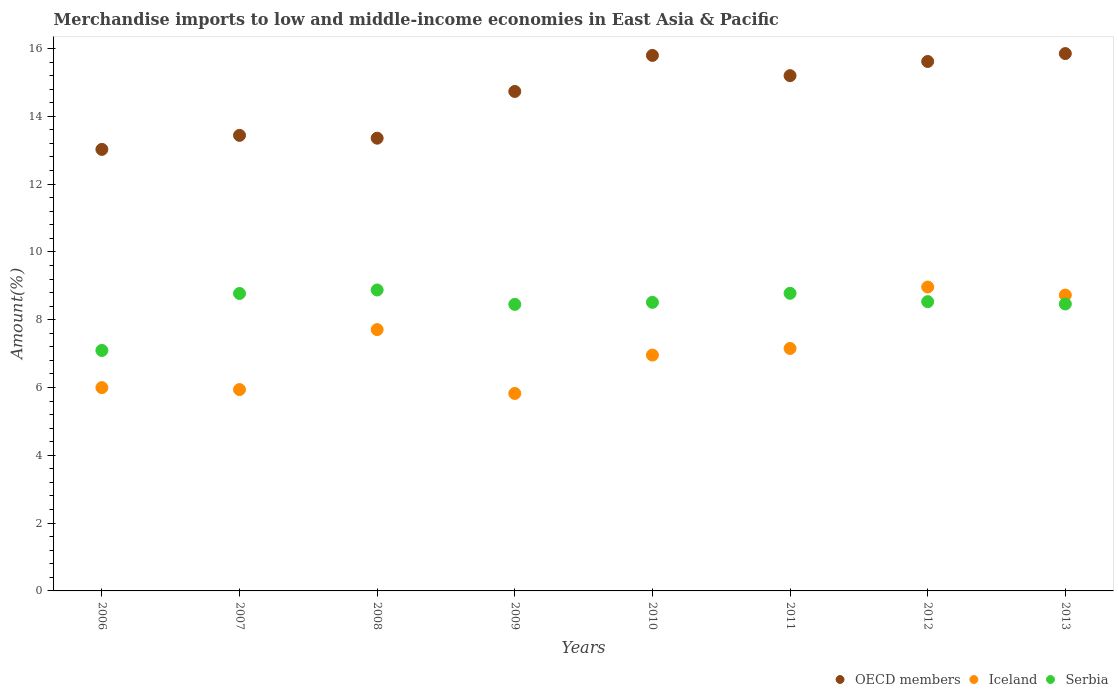 Merchandise imports to low and middle-income economies in East Asia & Pacific
16
14
12
10
8
6
4
2
0
Amount(%)
2006
2007
2008
2009
2010
2011
2012
2013
Years
OECD members
Iceland
Serbia